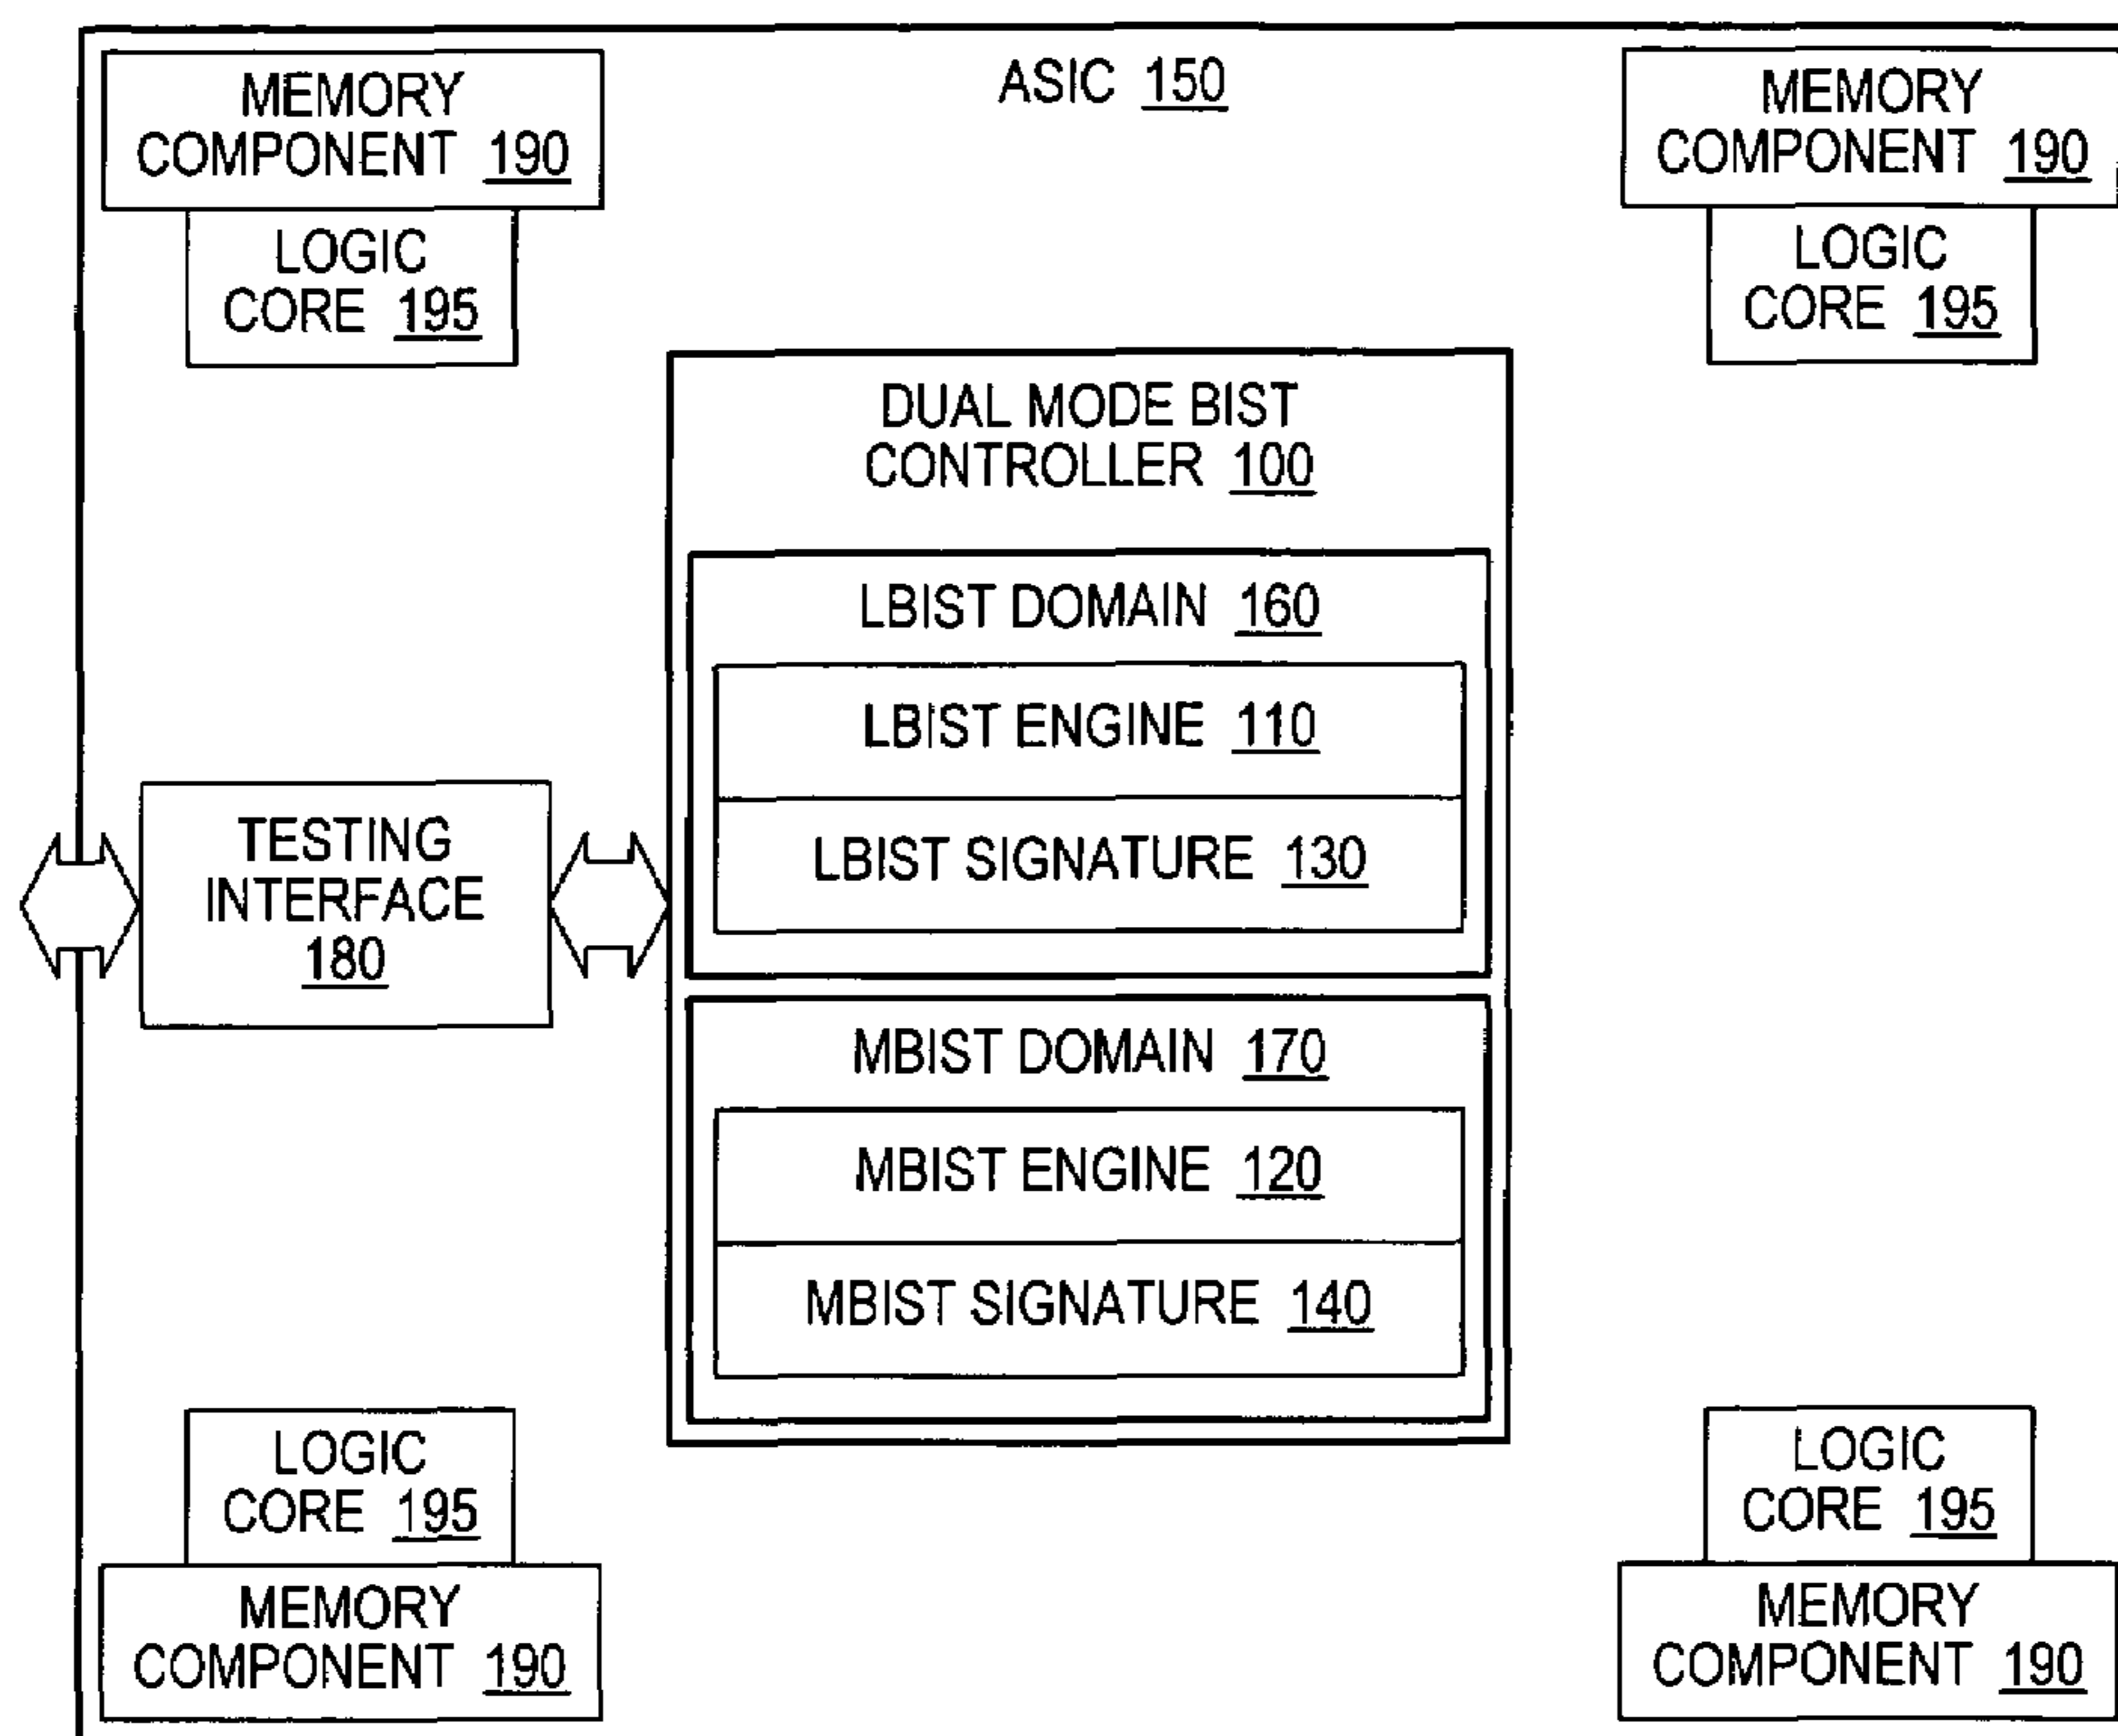 ASIC 150
MEMORY
COMPONENT 190
LOGIC
CORE 195
MEMORY
COMPONENT 190
LOGIC
CORE 195
DUAL MODE BIST
CONTROLLER 100
LBIST DOMAIN 160
LBIST ENGINE 110
LBIST SIGNATURE 130
TESTING
INTERFACE
180
MBIST DOMAIN 170
MBIST ENGINE 120
MBIST SIGNATURE 140
LOGIC
CORE 195
MEMORY
COMPONENT 190
LOGIC
CORE 195
MEMORY
COMPONENT 190